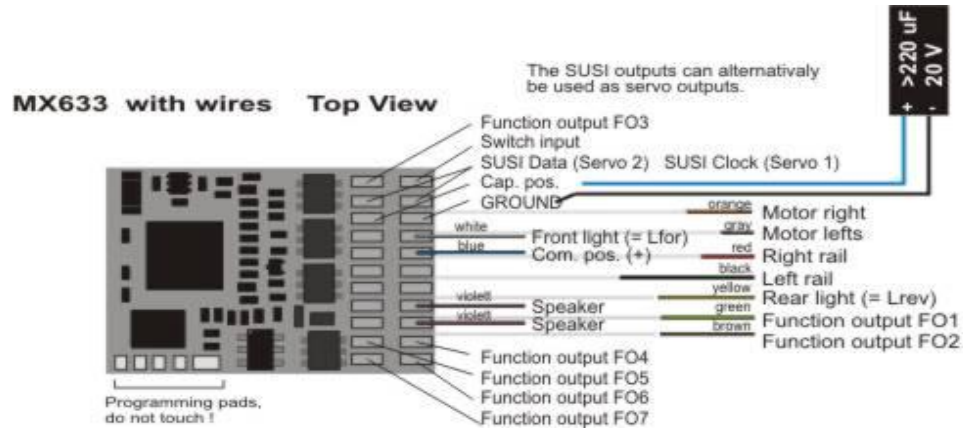 The SUSI outputs can alternativaly
be used as servo outputs.
>220 uF
20 V
+ -
MX633 with wires Top View
Function output FO3
Switch input
SUSI Data (Servo 2) SUSI Clock (Servo 1)
Cap. pos.
GROUND
orange Motor right
white Front light (= Lfor)
gray Motor lefts
blue Com. pos. (+)
red Right rail
black Left rail
yellow Rear light (= Lrev)
violett Speaker
green Function output FO1
violett Speaker
brown Function output FO2
Function output FO4
Function output FO5
Function output FO6
Function output FO7
Programming pads,
do not touch !